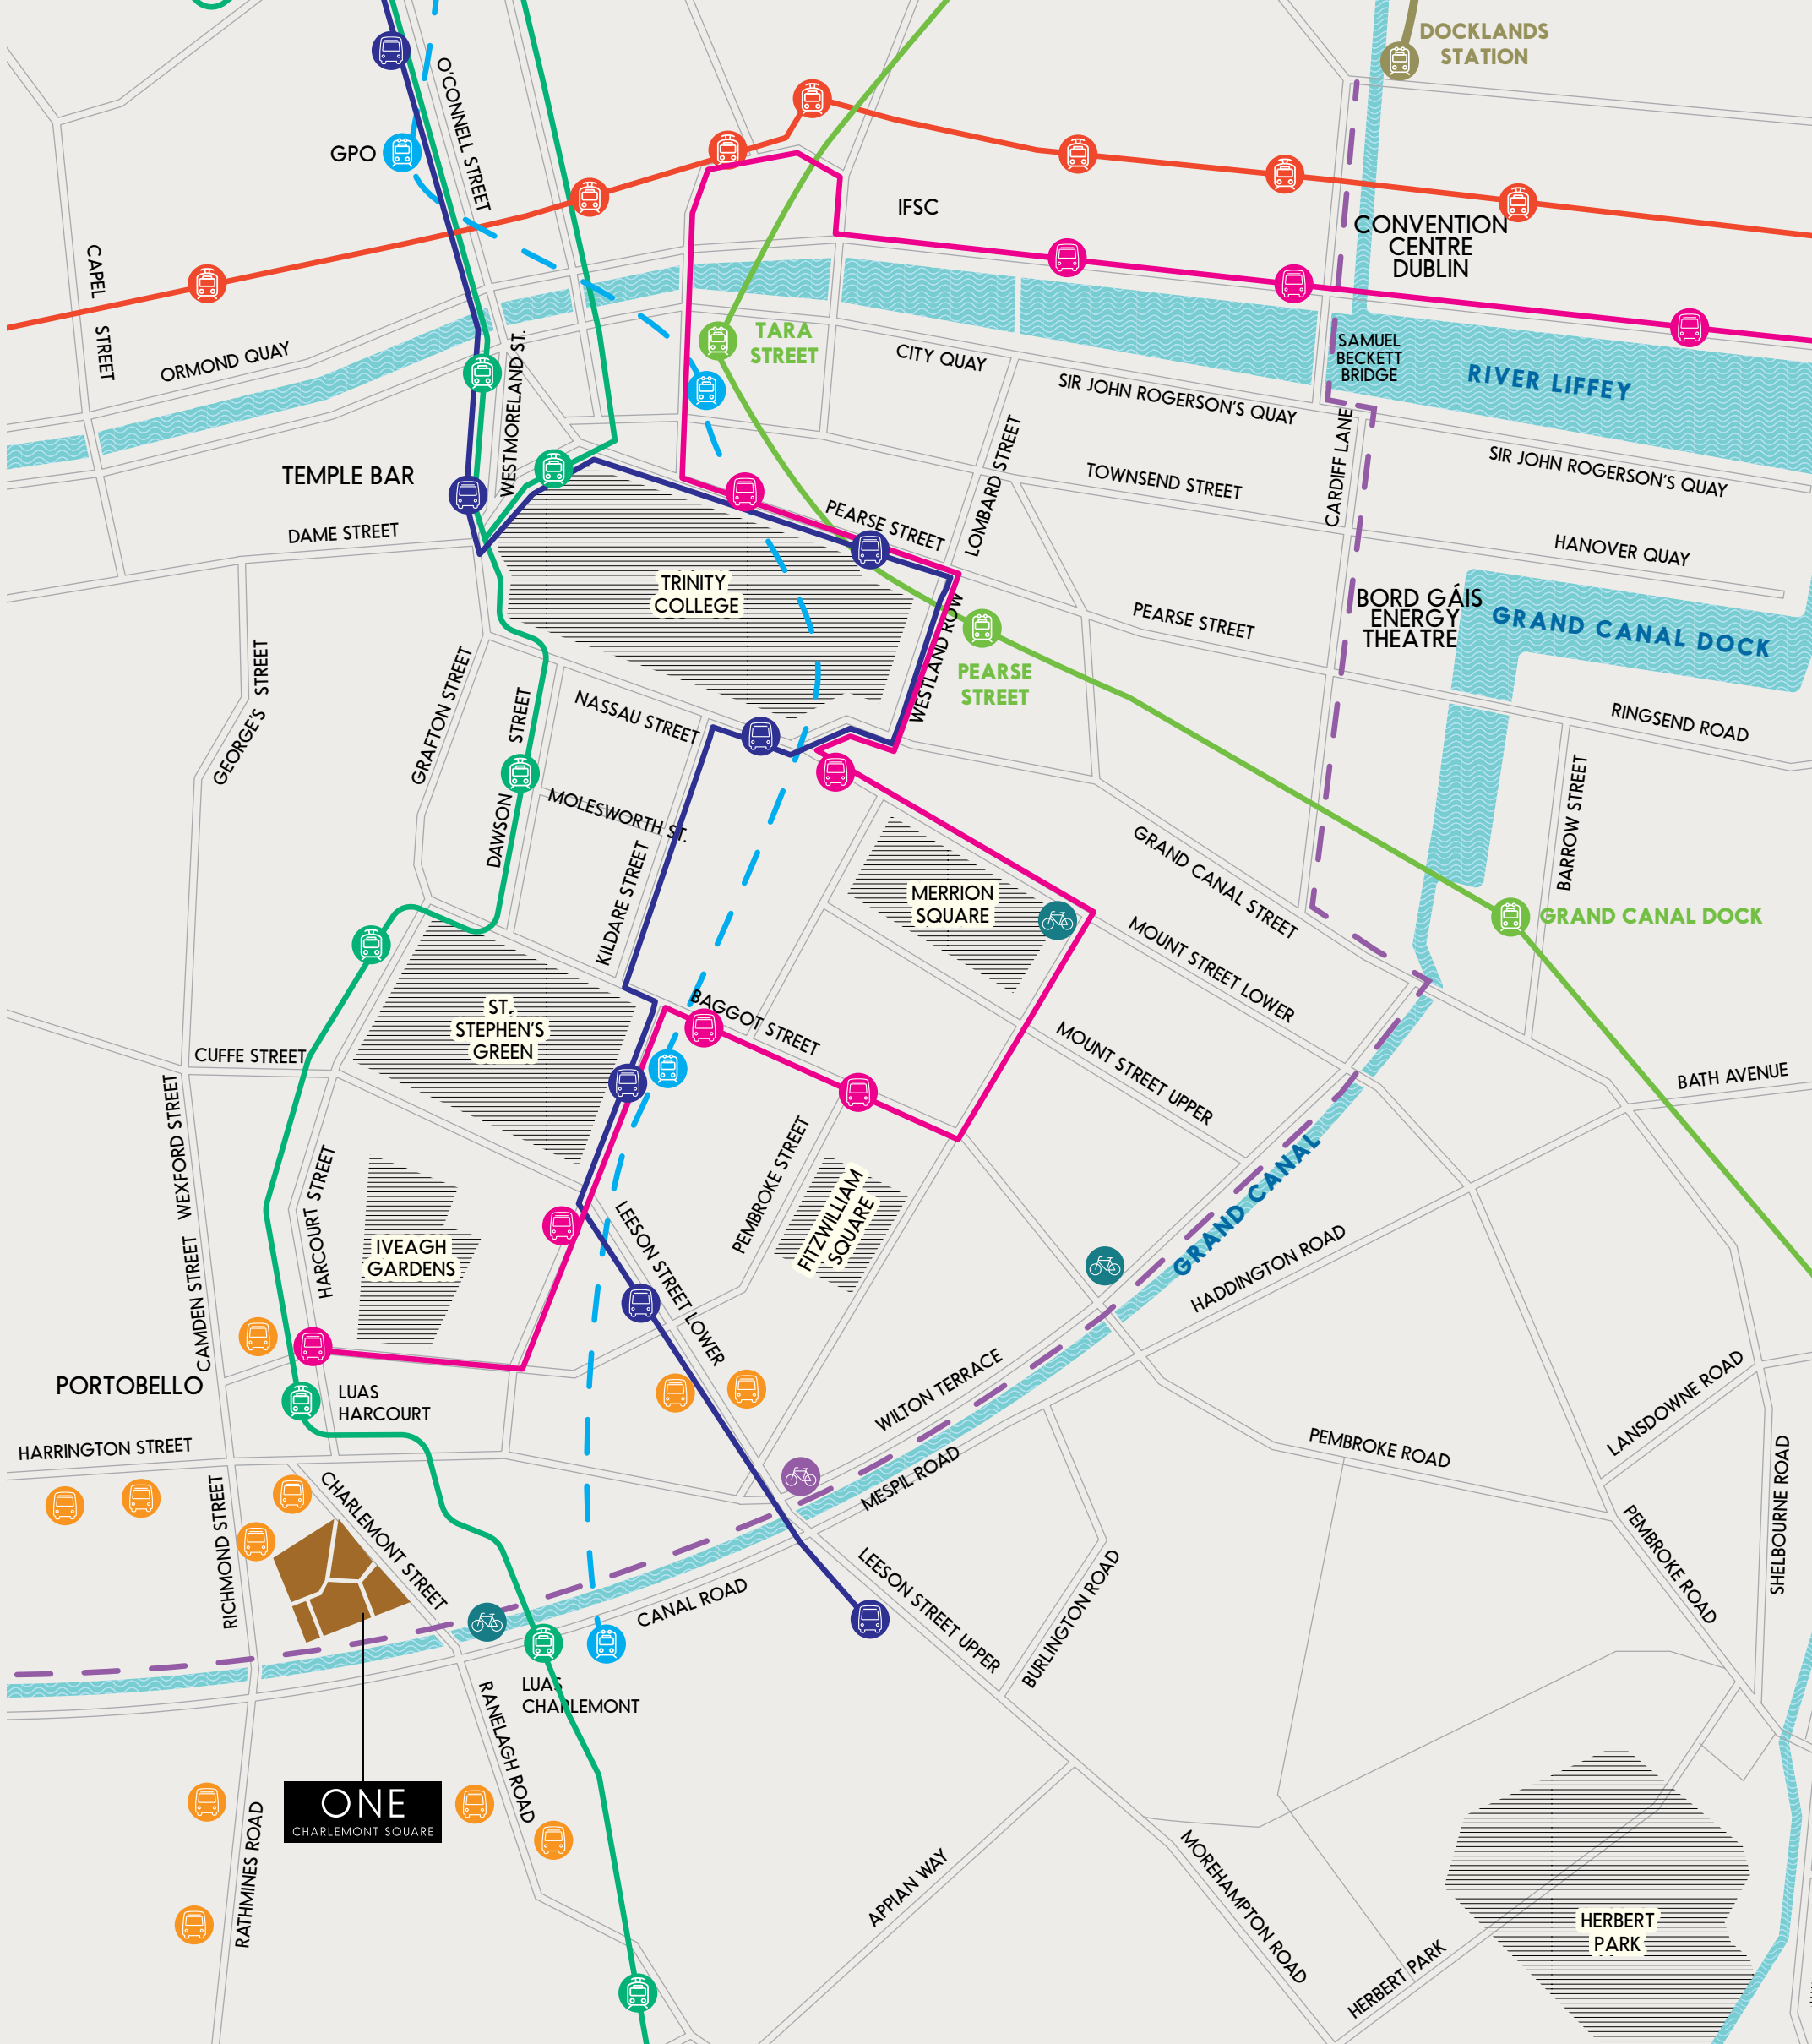 DOCKLANDS
STATION
O'CONNELL STREET
GPO
IFSC
CONVENTION
CENTRE
DUBLIN
CAPEL
STREET
ORMOND QUAY
TARA
STREET
CITY QUAY
SAMUEL
BECKETT
BRIDGE
RIVER LIFFEY
SIR JOHN ROGERSON'S QUAY
WESTMORELAND ST.
TEMPLE BAR
CARDIFF LANE
LOMBARD STREET
TOWNSEND STREET
SIR JOHN ROGERSON'S QUAY
DAME STREET
PEARSE STREET
HANOVER QUAY
TRINITY
COLLEGE
BORD GÁIS
ENERGY
THEATRE
GRAND CANAL DOCK
PEARSE STREET
WESTLAND ROW
PEARSE
STREET
GEORGE'S STREET
GRAFTON STREET
DAWSON STREET
NASSAU STREET
RINGSEND ROAD
MOLESWORTH ST.
BARROW STREET
KILDARE STREET
GRAND CANAL STREET
MERRION
SQUARE
GRAND CANAL DOCK
MOUNT STREET LOWER
ST.
STEPHEN'S
GREEN
BAGGOT STREET
CUFFE STREET
MOUNT STREET UPPER
BATH AVENUE
WEXFORD STREET
PEMBROKE STREET
HARCOURT STREET
GRAND CANAL
FITZWILLIAM
SQUARE
LEESON STREET LOWER
IVEAGH
GARDENS
CAMDEN STREET
HADDINGTON ROAD
PORTOBELLO
LUAS
HARCOURT
WILTON TERRACE
LANSDOWNE ROAD
HARRINGTON STREET
PEMBROKE ROAD
MESPIL ROAD
SHELBOURNE ROAD
RICHMOND STREET
CHARLEMONT STREET
PEMBROKE ROAD
CANAL ROAD
LEESON STREET UPPER
BURLINGTON ROAD
LUAS
CHARLEMONT
RANELAGH ROAD
ONE
CHARLEMONT SQUARE
RATHMINES ROAD
APPIAN WAY
MOREHAMPTON ROAD
HERBERT
PARK
HERBERT PARK